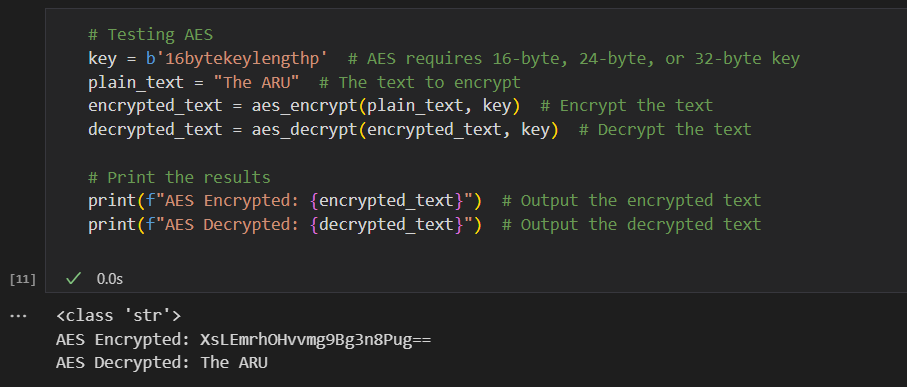 # Testing AES
key = b'16bytekeylengthp'  # AES requires 16-byte, 24-byte, or 32-byte key
plain_text = "The ARU"  # The text to encrypt
encrypted_text = aes_encrypt(plain_text, key)  # Encrypt the text
decrypted_text = aes_decrypt(encrypted_text, key)  # Decrypt the text
# Print the results
print(f"AES Encrypted: {encrypted_text}")  # Output the encrypted text
print(f"AES Decrypted: {decrypted_text}")  # Output the decrypted text
[11] ✓ 0.0s
... <class 'str'>
AES Encrypted: XsLEmrhOHvvmg9Bg3n8Pug==
AES Decrypted: The ARU